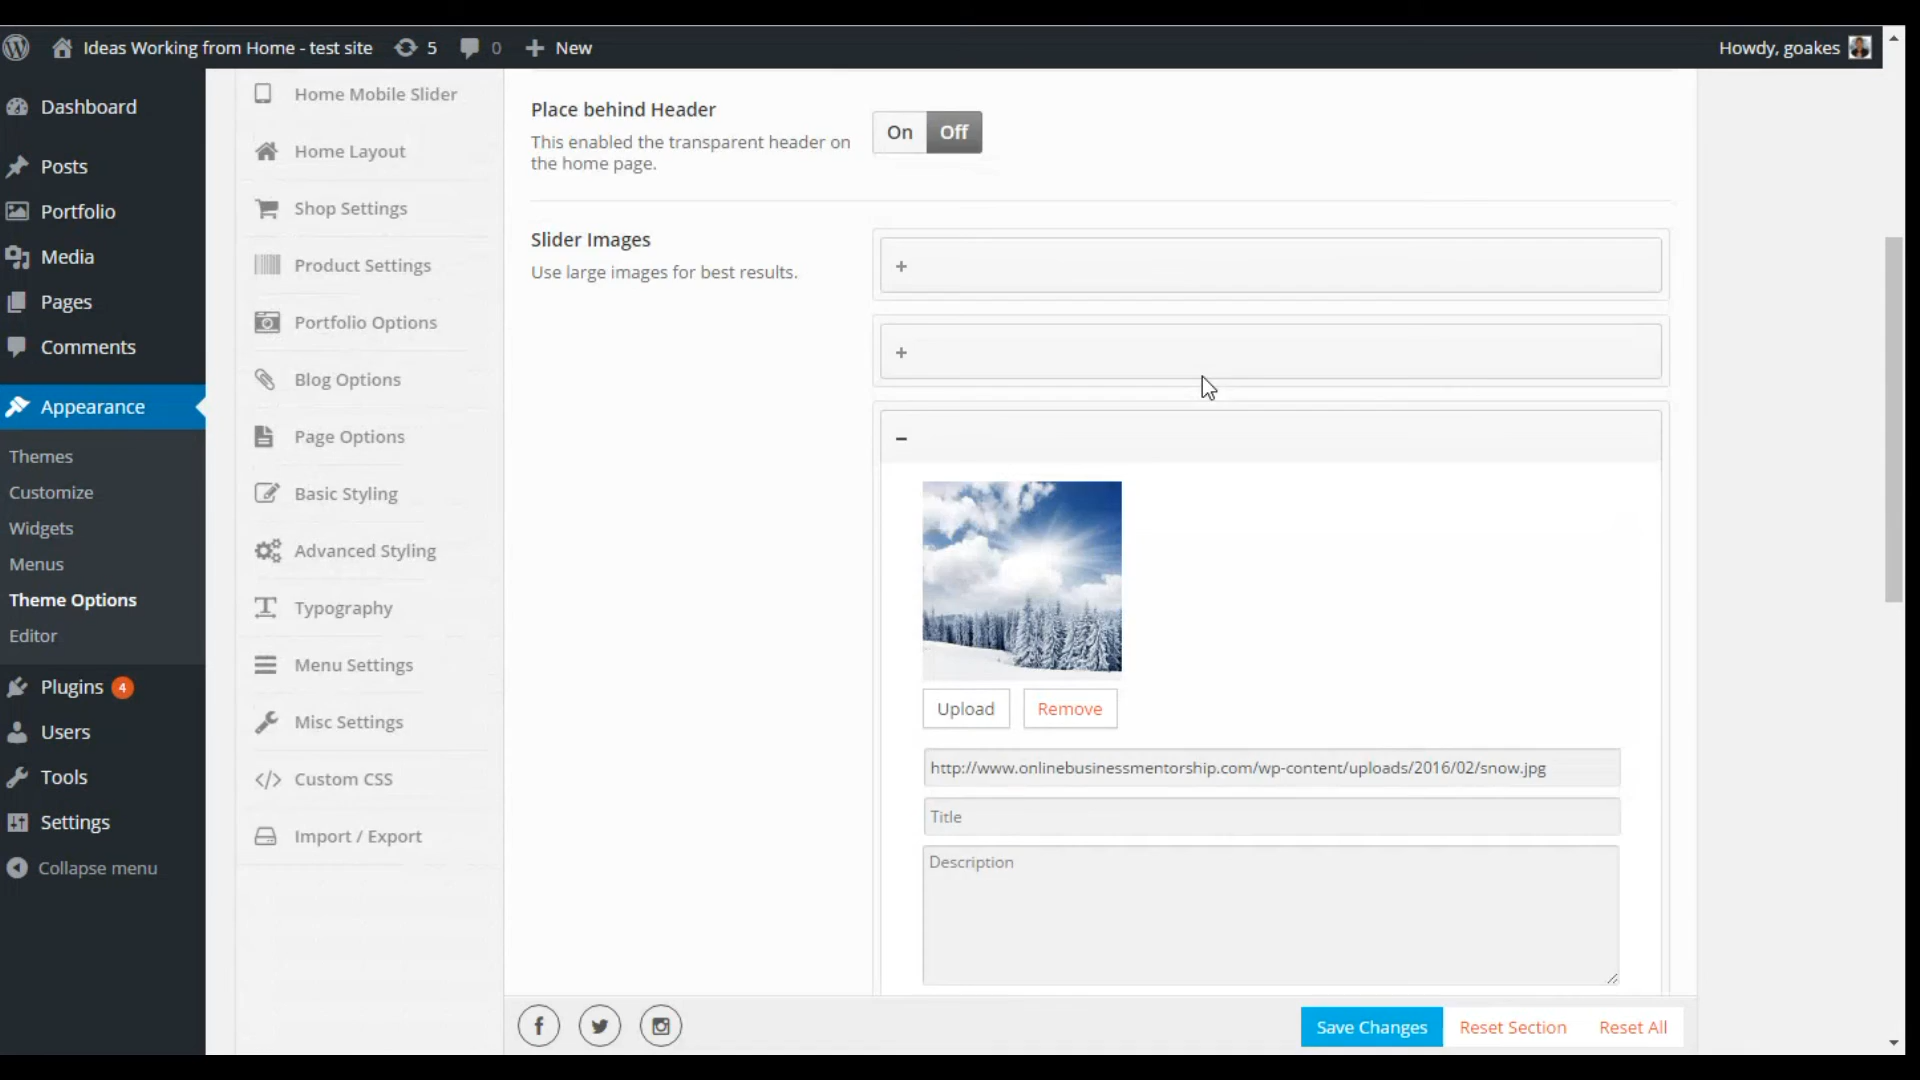 Ideas Working from Home - test site
5
0
New
Howdy, goakes
Dashboard
Posts
Portfolio
Media
Pages
Comments
Appearance
Themes
Customize
Widgets
Menus
Theme Options
Editor
Plugins 4
Users
Tools
Settings
Collapse menu
Home Mobile Slider
Home Layout
Shop Settings
Product Settings
Portfolio Options
Blog Options
Page Options
Basic Styling
Advanced Styling
Typography
Menu Settings
Misc Settings
Custom CSS
Import / Export
Place behind Header
This enabled the transparent header on
the home page.
On Off
Slider Images
Use large images for best results.
Upload
Remove
http://www.onlinebusinessmentorship.com/wp-content/uploads/2016/02/snow.jpg
Title
Description
Save Changes
Reset Section
Reset All